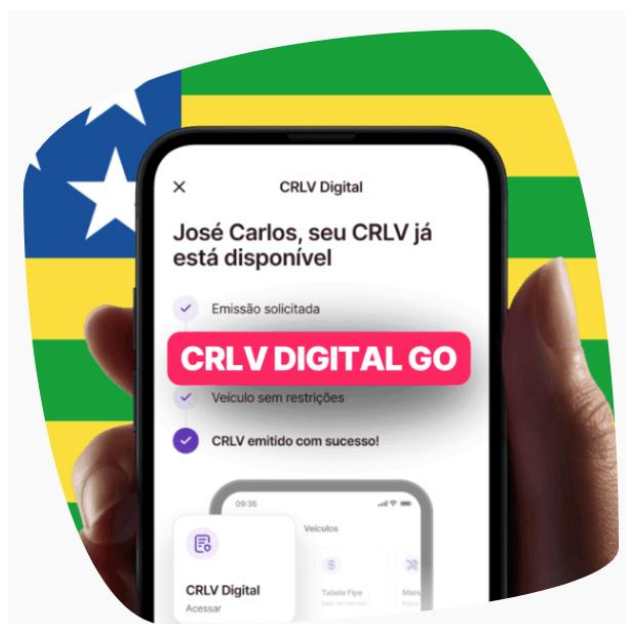 CRLV Digital
José Carlos, seu CRLV já
está disponível
Emissão solicitada
CRLV DIGITAL GO
Veículo sem restrições
CRLV emitido com sucesso!
09:35
Veículos
CRLV Digital
Acessar
Tabela Fipe